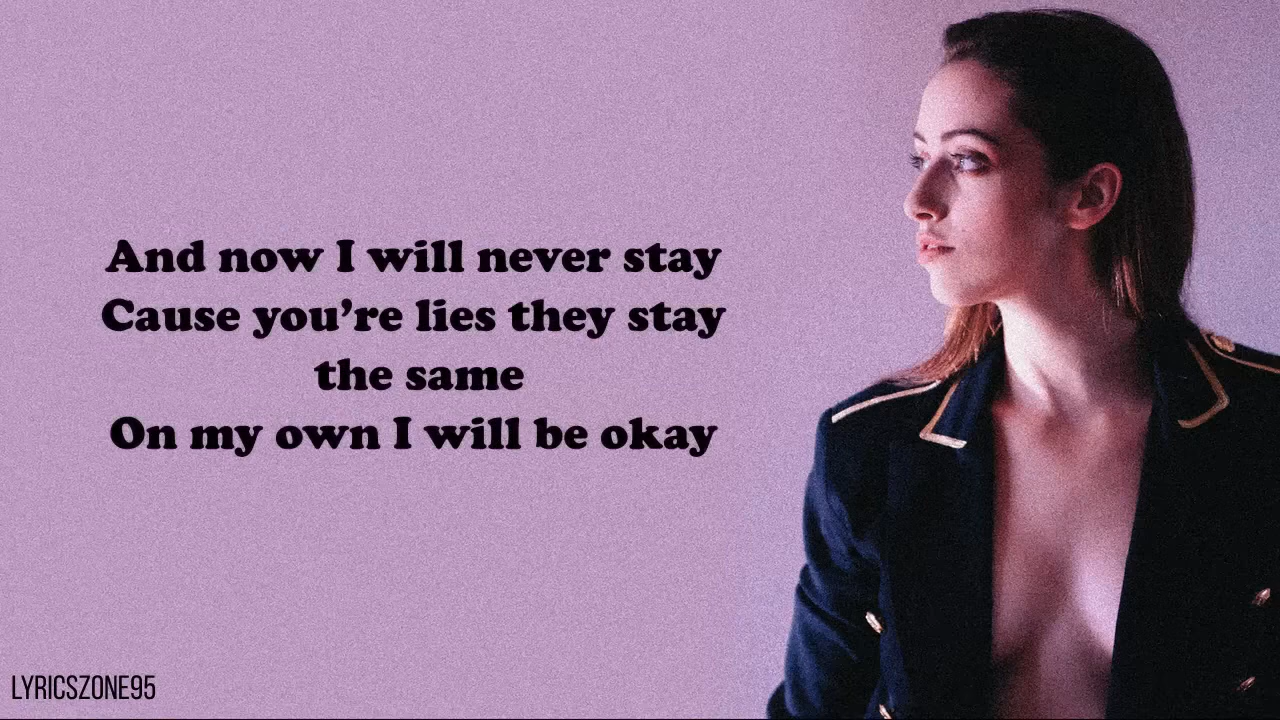 And now I will never stay
Cause you’re lies they stay
the same
On my own I will be okay
LYRICSZONE95